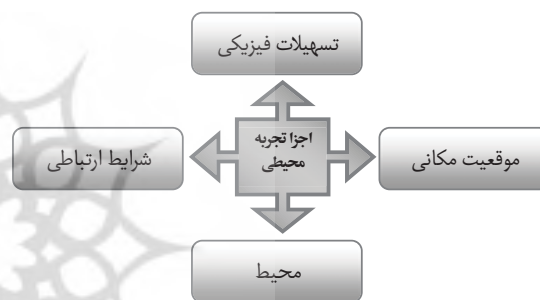 تسهیلات فیزیکی
اجزا تجربه
محیطی
موقعیت مکانی
شرایط ارتباطی
محیط